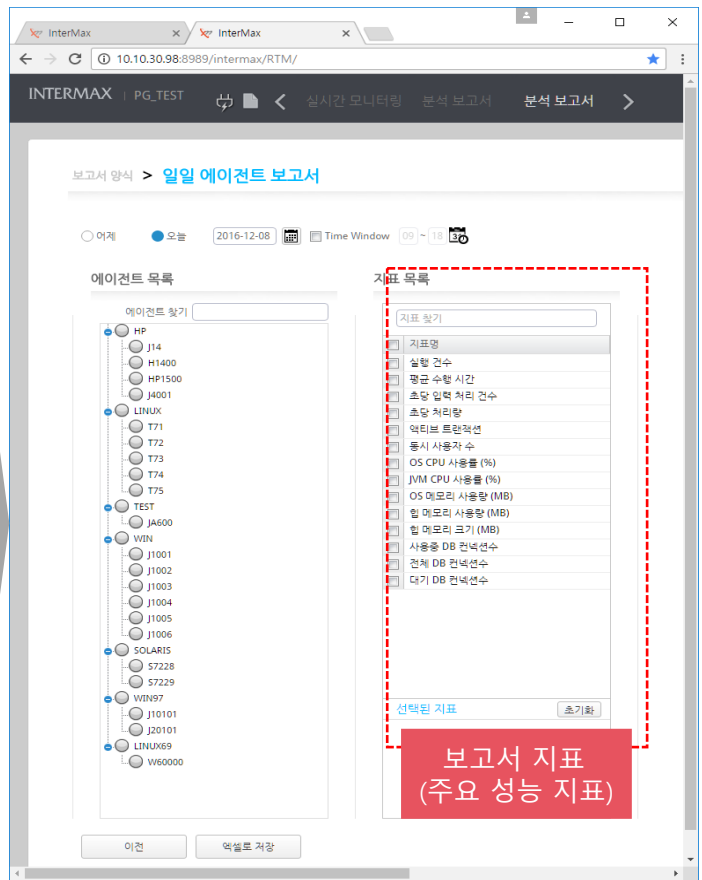 InterMax
InterMax
10.10.30.98:8989/intermax/RTM/
INTERMAX | PG_TEST
실시간 모니터링
분석 보고서
분석 보고서
보고서 양식 > 일일 에이전트 보고서
어제
오늘
2016-12-08
Time Window
09 ~ 18
에이전트 목록
에이전트 찾기
HP
J14
H1400
HP1500
J4001
LINUX
T71
T72
T73
T74
T75
TEST
JA600
WIN
J1001
J1002
J1003
J1004
J1005
J1006
SOLARIS
S7228
S7229
WIN97
J10101
J20101
LINUX69
W60000
지표 목록
지표 찾기
지표명
실행 건수
평균 수행 시간
초당 입력 처리 건수
초당 처리량
액티브 트랜잭션
동시 사용자 수
OS CPU 사용률 (%)
JVM CPU 사용률 (%)
OS 메모리 사용량 (MB)
힙 메모리 사용량 (MB)
힙 메모리 크기 (MB)
사용중 DB 컨넥션수
전체 DB 컨넥션수
대기 DB 컨넥션수
선택된 지표
초기화
보고서 지표
(주요 성능 지표)
이전
엑셀로 저장